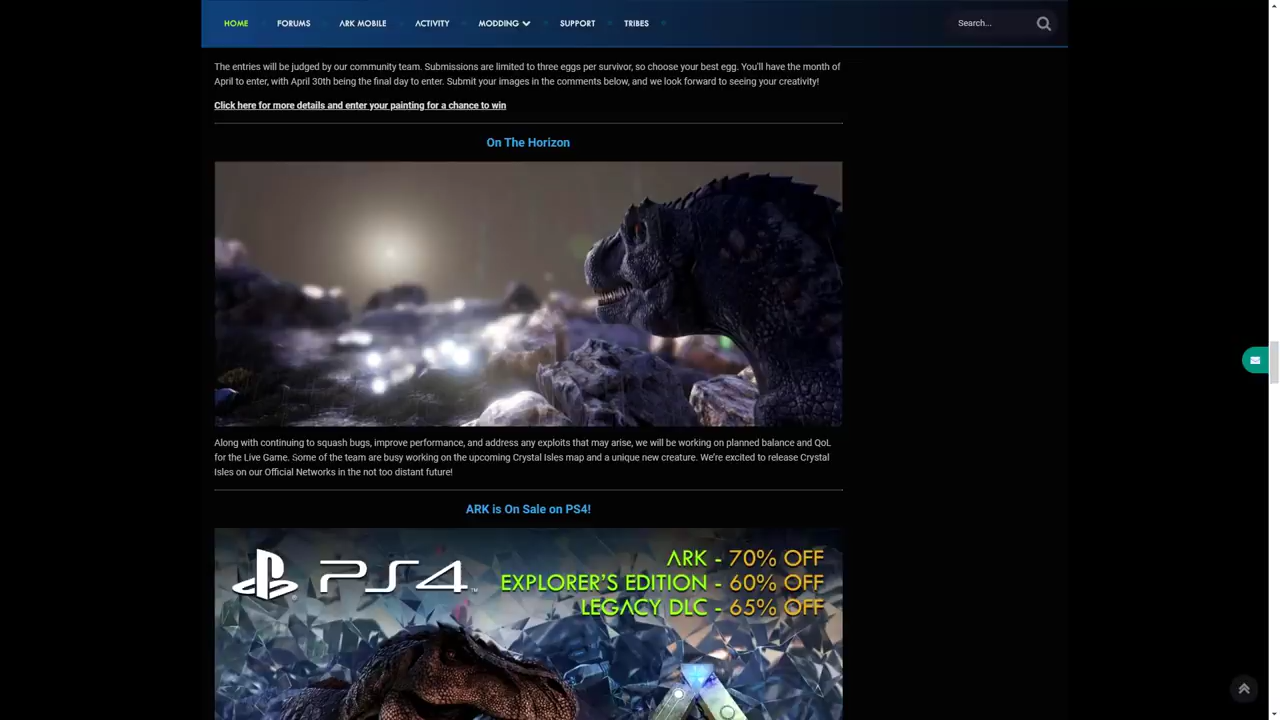 HOME FORUMS ARK MOBILE ACTIVITY MODDING SUPPORT TRIBES Search...
The entries will be judged by our community team. Submissions are limited to three eggs per survivor, so choose your best egg. You'll have the month of
April to enter, with April 30th being the final day to enter. Submit your images in the comments below, and we look forward to seeing your creativity!
Click here for more details and enter your painting for a chance to win
On The Horizon
Along with continuing to squash bugs, improve performance, and address any exploits that may arise, we will be working on planned balance and QoL
for the Live Game. Some of the team are busy working on the upcoming Crystal Isles map and a unique new creature. We're excited to release Crystal
Isles on our Official Networks in the not too distant future!
ARK is On Sale on PS4!
PS4™
ARK - 70% OFF
EXPLORER'S EDITION - 60% OFF
LEGACY DLC - 65% OFF